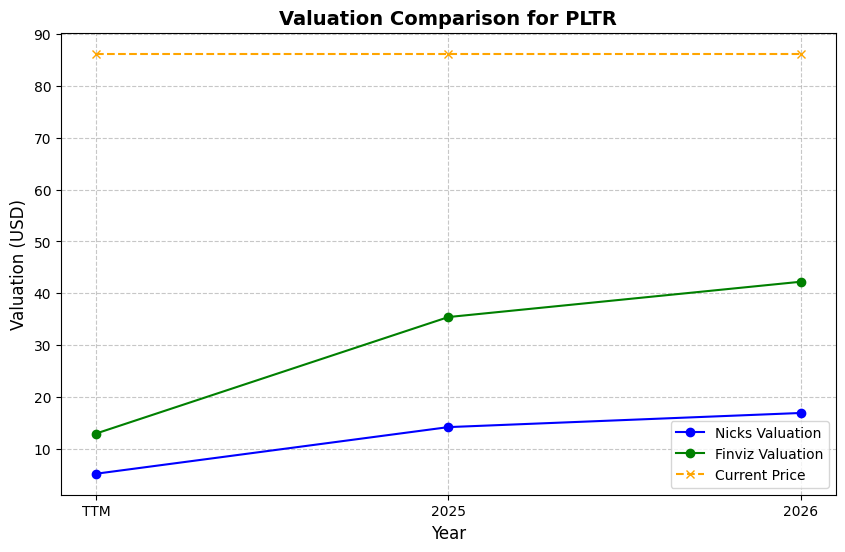 Valuation Comparison for PLTR
Valuation (USD)
90
80
70
60
50
40
30
20
10
TTM
2025
2026
Year
Nicks Valuation
Finviz Valuation
Current Price